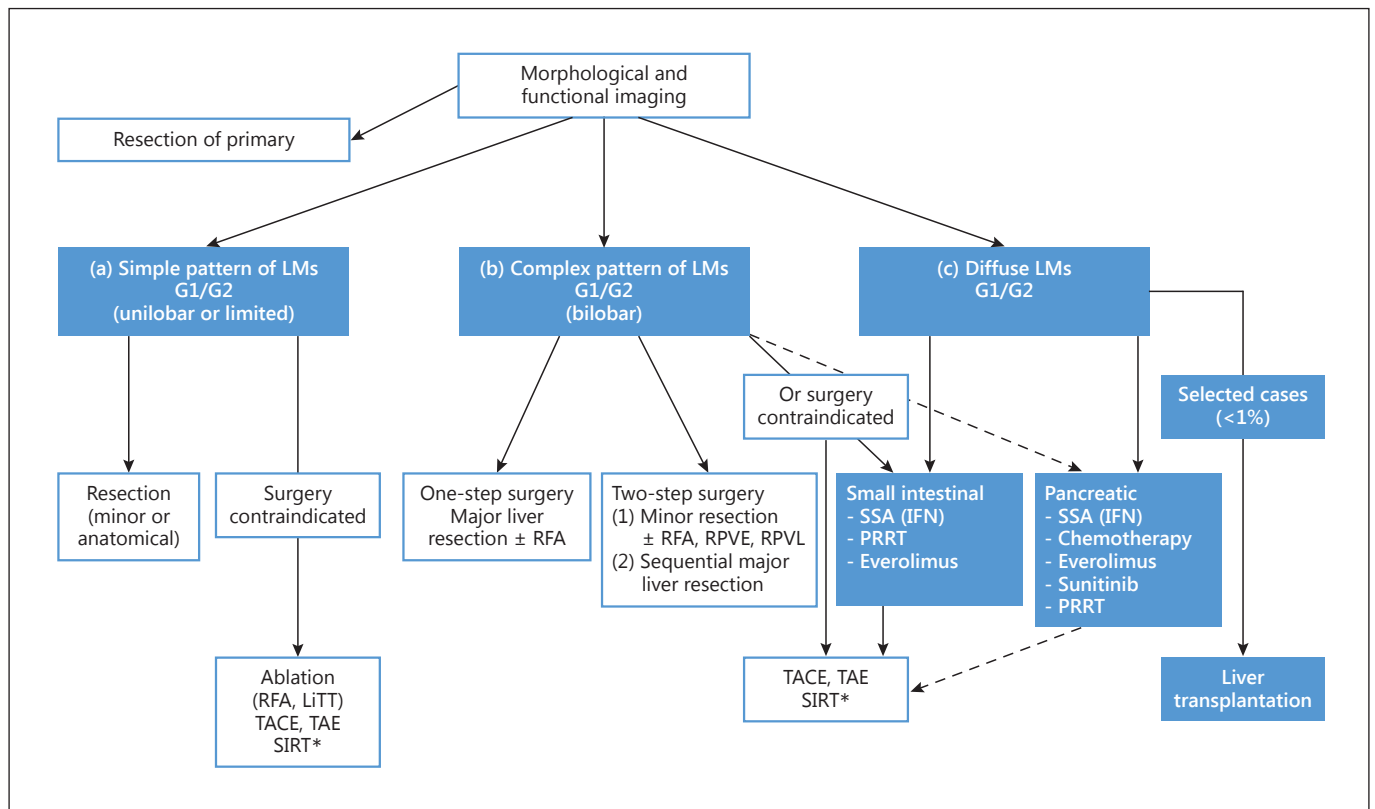 Morphological and
functional imaging
Resection of primary
(a) Simple pattern of LMs
G1/G2
(unilobar or limited)
(b) Complex pattern of LMs
G1/G2
(bilobar)
(c) Diffuse LMs
G1/G2
Or surgery
contraindicated
Selected cases
(<1%)
Resection
(minor or
anatomical)
Surgery
contraindicated
One-step surgery
Major liver
resection ± RFA
Two-step surgery
(1) Minor resection
± RFA, RPVE, RPVL
(2) Sequential major
liver resection
Small intestinal
- SSA (IFN)
- PRRT
- Everolimus
Pancreatic
- SSA (IFN)
- Chemotherapy
- Everolimus
- Sunitinib
- PRRT
Ablation
(RFA, LiTT)
TACE, TAE
SIRT*
TACE, TAE
SIRT*
Liver
transplantation